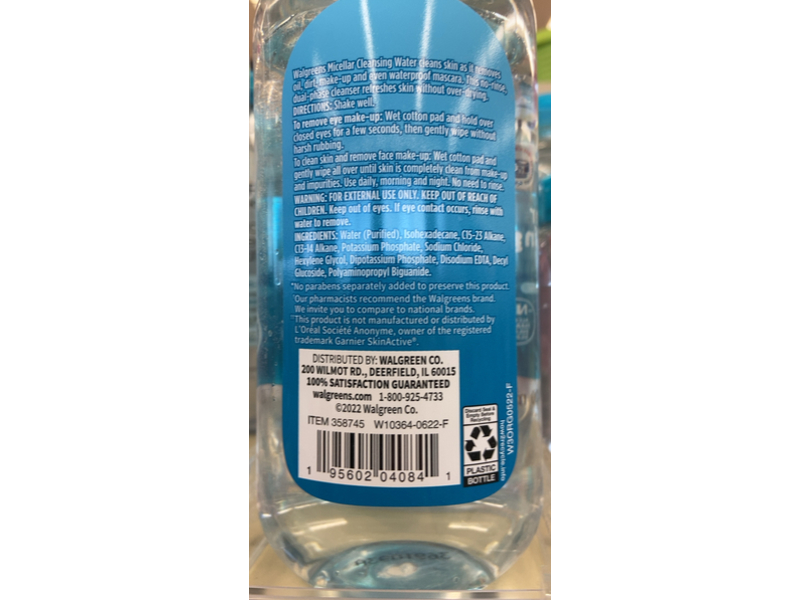 Walgreens Micellar Cleansing Water cleans skin as it removes
oil, dirt, make-up and even waterproof mascara. This no-rinse,
dual-phase cleanser refreshes skin without over-drying.
DIRECTIONS: Shake well.
To remove eye make-up: Wet cotton pad and hold over
closed eyes for a few seconds, then gently wipe without
harsh rubbing.
To clean skin and remove face make-up: Wet cotton pad and
gently wipe all over until skin is completely clean from make-up
and impurities. Use daily, morning and night. No need to rinse.
WARNING: FOR EXTERNAL USE ONLY. KEEP OUT OF REACH OF
CHILDREN. Keep out of eyes. If eye contact occurs, rinse with
water to remove.
INGREDIENTS: Water (Purified), Isohexadecane, C15-23 Alkane,
C13-14 Alkane, Potassium Phosphate, Sodium Chloride,
Hexylene Glycol, Dipotassium Phosphate, Disodium EDTA, Decyl
Glucoside, Polyaminopropyl Biguanide.
*No parabens separately added to preserve this product.
†Our pharmacists recommend the Walgreens brand.
We invite you to compare to national brands.
††This product is not manufactured or distributed by
L'Oréal Société Anonyme, owner of the registered
trademark Garnier SkinActive®.
DISTRIBUTED BY: WALGREEN CO.
200 WILMOT RD., DEERFIELD, IL 60015
100% SATISFACTION GUARANTEED
walgreens.com 1-800-925-4733
©2022 Walgreen Co.
ITEM 358745 W10364-0622-F
1 95602 04084 1
Discard Seal &
Empty Before
Recycling
PLASTIC
BOTTLE
how2recycle.info
W3ORG0522-F